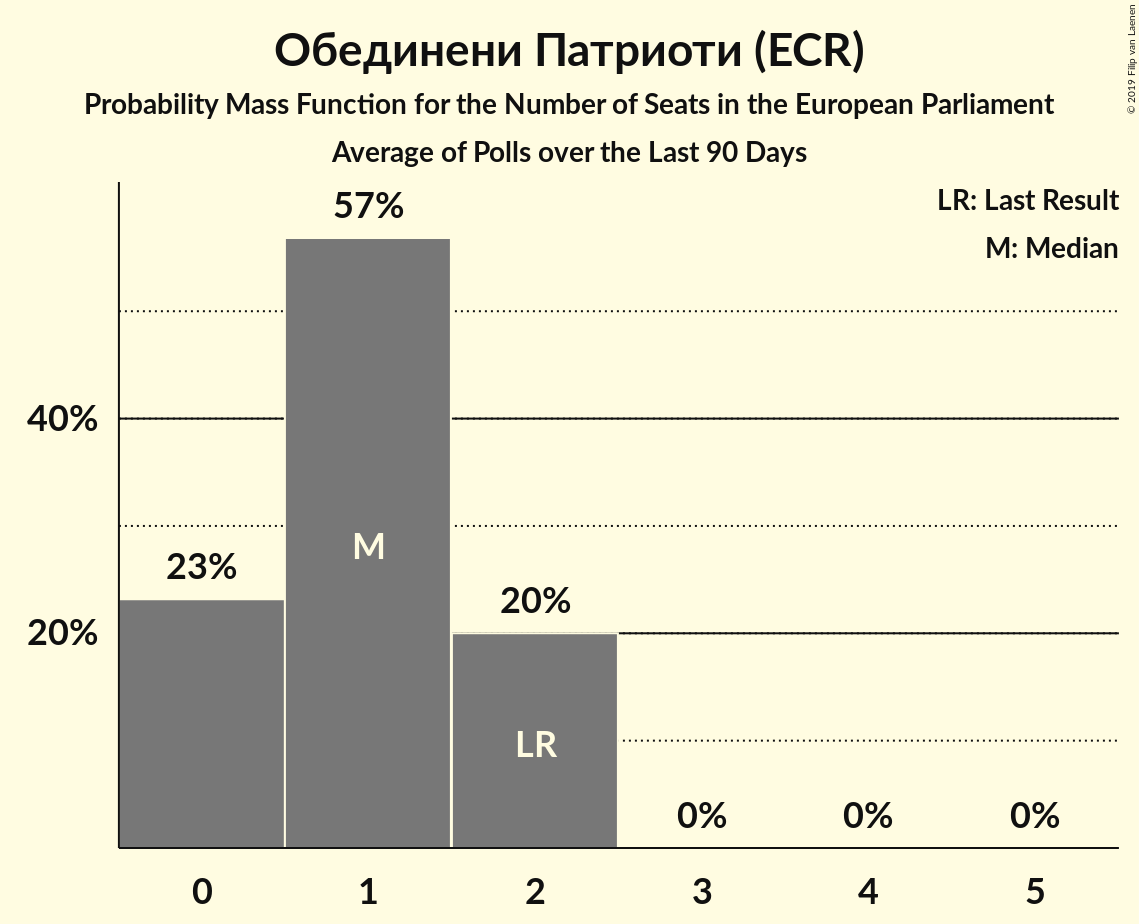 Обединени Патриоти (ECR)
Probability Mass Function for the Number of Seats in the European Parliament
Average of Polls over the Last 90 Days
© 2019 Filip van Laenen
LR: Last Result
M: Median
57%
40%
M
23%
20%
20%
LR
0%
0%
0%
0
1
2
3
4
5